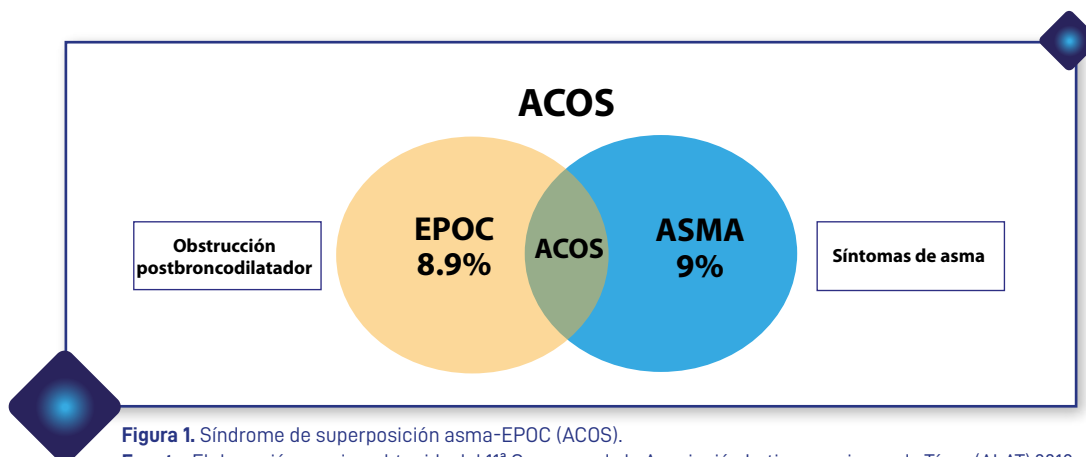 ACOS
EPOC
8.9%
ACOS
ASMA
9%
Obstrucción
postbroncodilatador
Síntomas de asma
Figura 1. Síndrome de superposición asma-EPOC (ACOS).